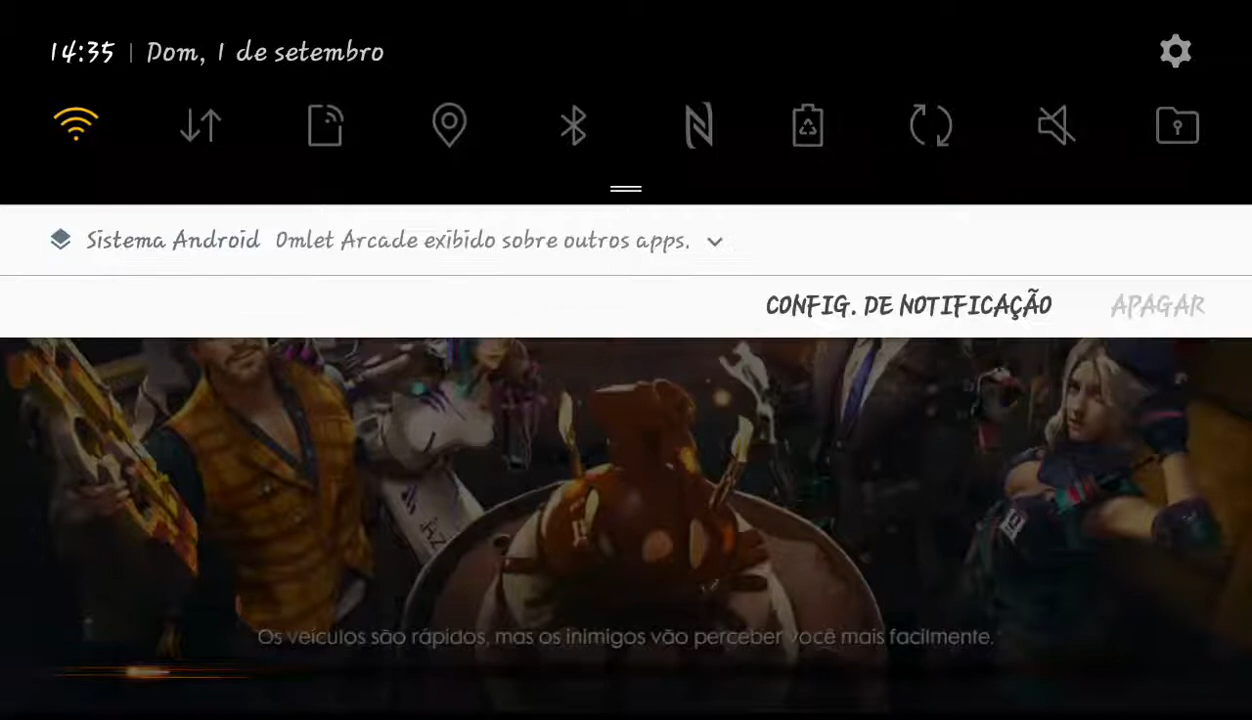 14:35 | Dom, 1 de setembro
Sistema Android Omlet Arcade exibido sobre outros apps.
CONFIG. DE NOTIFICAÇÃO APAGAR
Os veículos são rápidos, mas os inimigos vão perceber você mais facilmente.